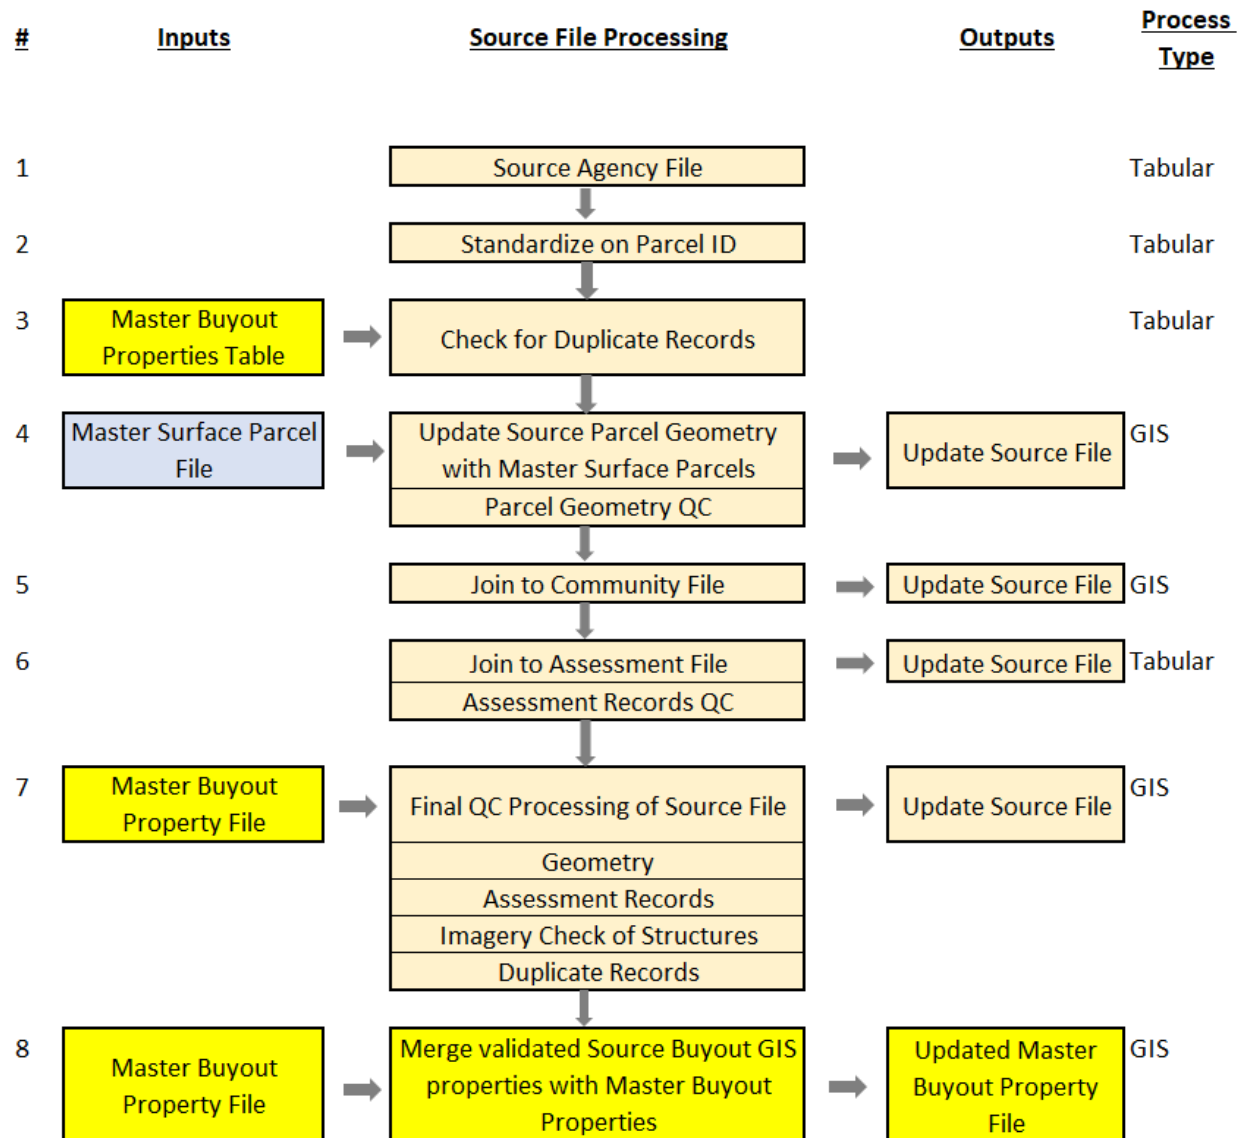 #
Inputs
Source File Processing
Outputs
Process
Type
1
Source Agency File
Tabular
2
Standardize on Parcel ID
Tabular
3
Master Buyout
Properties Table
Check for Duplicate Records
Tabular
4
Master Surface Parcel
File
Update Source Parcel Geometry
with Master Surface Parcels
Parcel Geometry QC
Update Source File
GIS
5
Join to Community File
Update Source File
GIS
6
Join to Assessment File
Assessment Records QC
Update Source File
Tabular
7
Master Buyout
Property File
Final QC Processing of Source File
Geometry
Assessment Records
Imagery Check of Structures
Duplicate Records
Update Source File
GIS
8
Master Buyout
Property File
Merge validated Source Buyout GIS
properties with Master Buyout
Properties
Updated Master
Buyout Property
File
GIS